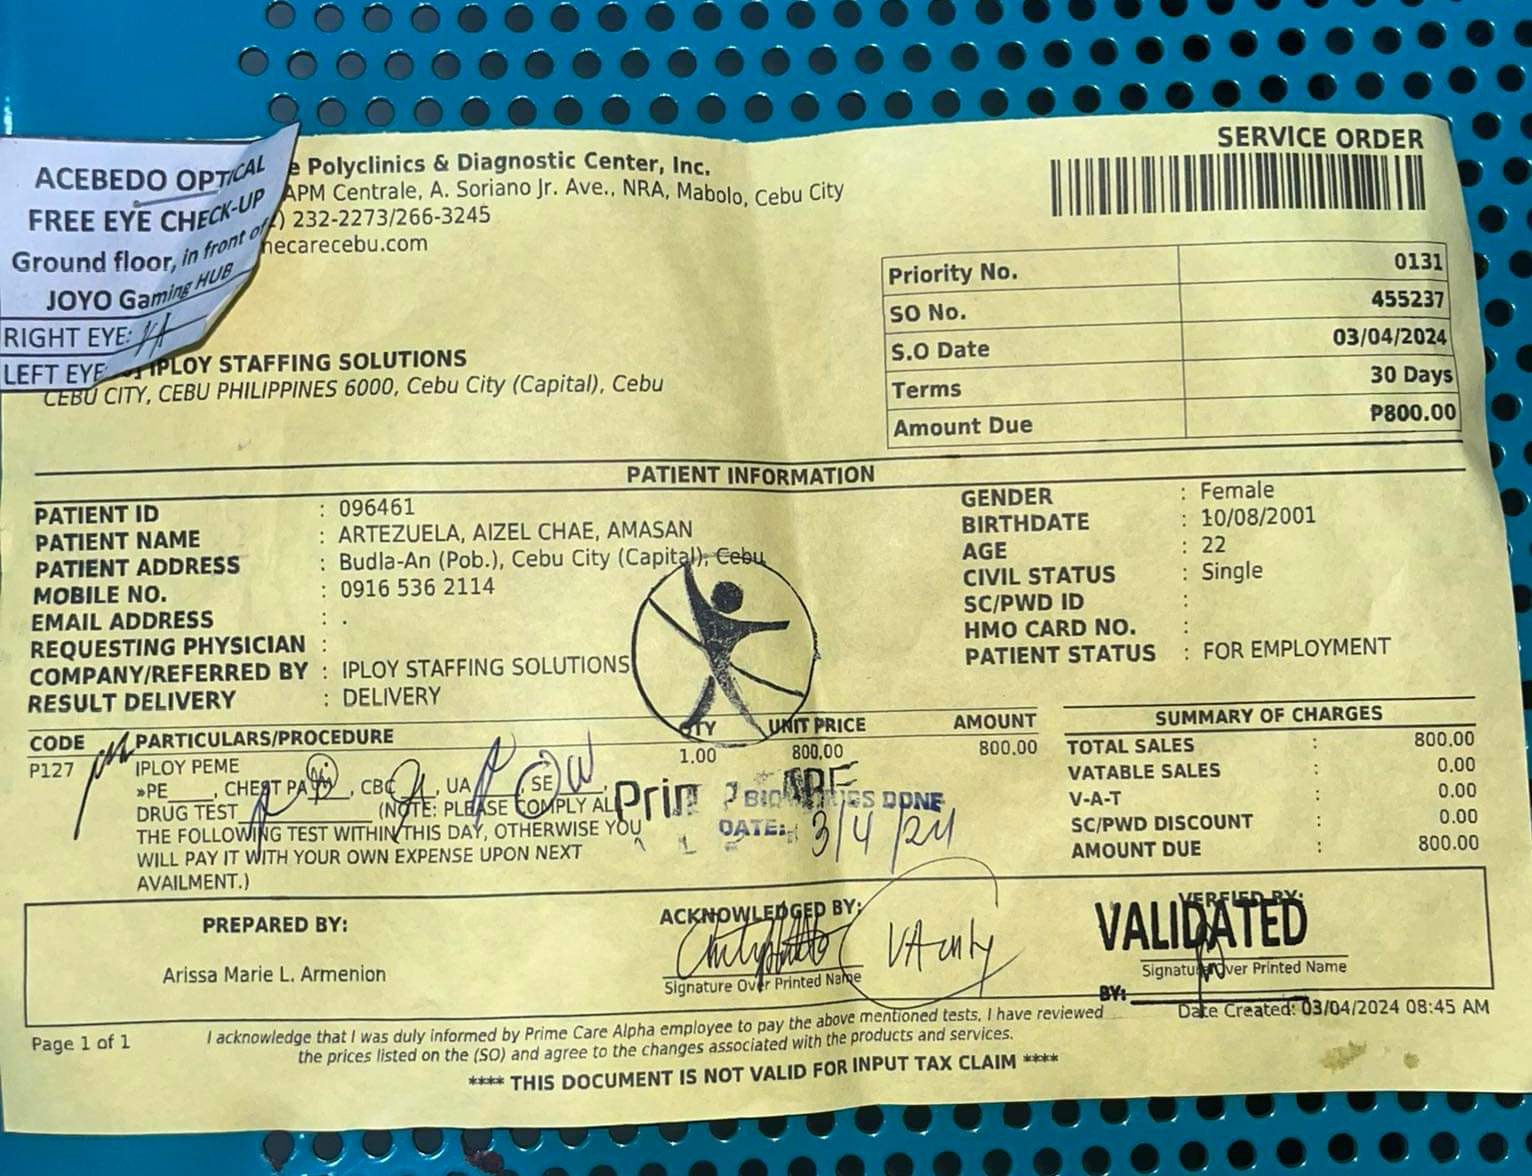 SERVICE ORDER
ACEBEDO OPTICAL
FREE EYE CHECK-UP
Ground floor, in front of
JOYO Gaming HUB
RIGHT EYE:
LEFT EYE
e Polyclinics & Diagnostic Center, Inc.
APM Centrale, A. Soriano Jr. Ave., NRA, Mabolo, Cebu City
) 232-2273/266-3245
necarecebu.com
IPLOY STAFFING SOLUTIONS
CEBU CITY, CEBU PHILIPPINES 6000, Cebu City (Capital), Cebu
Priority No. 0131
SO No. 455237
S.O Date 03/04/2024
Terms 30 Days
Amount Due ₱800.00
PATIENT INFORMATION
PATIENT ID : 096461
PATIENT NAME : ARTEZUELA, AIZEL CHAE, AMASAN
PATIENT ADDRESS : Budla-An (Pob.), Cebu City (Capital), Cebu
MOBILE NO. : 0916 536 2114
EMAIL ADDRESS : .
REQUESTING PHYSICIAN :
COMPANY/REFERRED BY : IPLOY STAFFING SOLUTIONS
RESULT DELIVERY : DELIVERY
GENDER : Female
BIRTHDATE : 10/08/2001
AGE : 22
CIVIL STATUS : Single
SC/PWD ID :
HMO CARD NO. :
PATIENT STATUS : FOR EMPLOYMENT
CODE PARTICULARS/PROCEDURE QTY UNIT PRICE AMOUNT
P127 IPLOY PEME 1.00 800.00 800.00
»PE____, CHEST PA____, CBC____, UA____, SE____,
DRUG TEST____________ (NOTE: PLEASE COMPLY ALL
THE FOLLOWING TEST WITHIN THIS DAY, OTHERWISE YOU
WILL PAY IT WITH YOUR OWN EXPENSE UPON NEXT
AVAILMENT.)
DONE
DATE: 3/4/24
SUMMARY OF CHARGES
TOTAL SALES : 800.00
VATABLE SALES : 0.00
V-A-T : 0.00
SC/PWD DISCOUNT : 0.00
AMOUNT DUE : 800.00
PREPARED BY:
Arissa Marie L. Armenion
ACKNOWLEDGED BY:
Signature Over Printed Name
VA only
VERFIED BY:
VALIDATED
Signature Over Printed Name
BY:
Date Created: 03/04/2024 08:45 AM
Page 1 of 1
I acknowledge that I was duly informed by Prime Care Alpha employee to pay the above mentioned tests, I have reviewed
the prices listed on the (SO) and agree to the changes associated with the products and services.
**** THIS DOCUMENT IS NOT VALID FOR INPUT TAX CLAIM ****